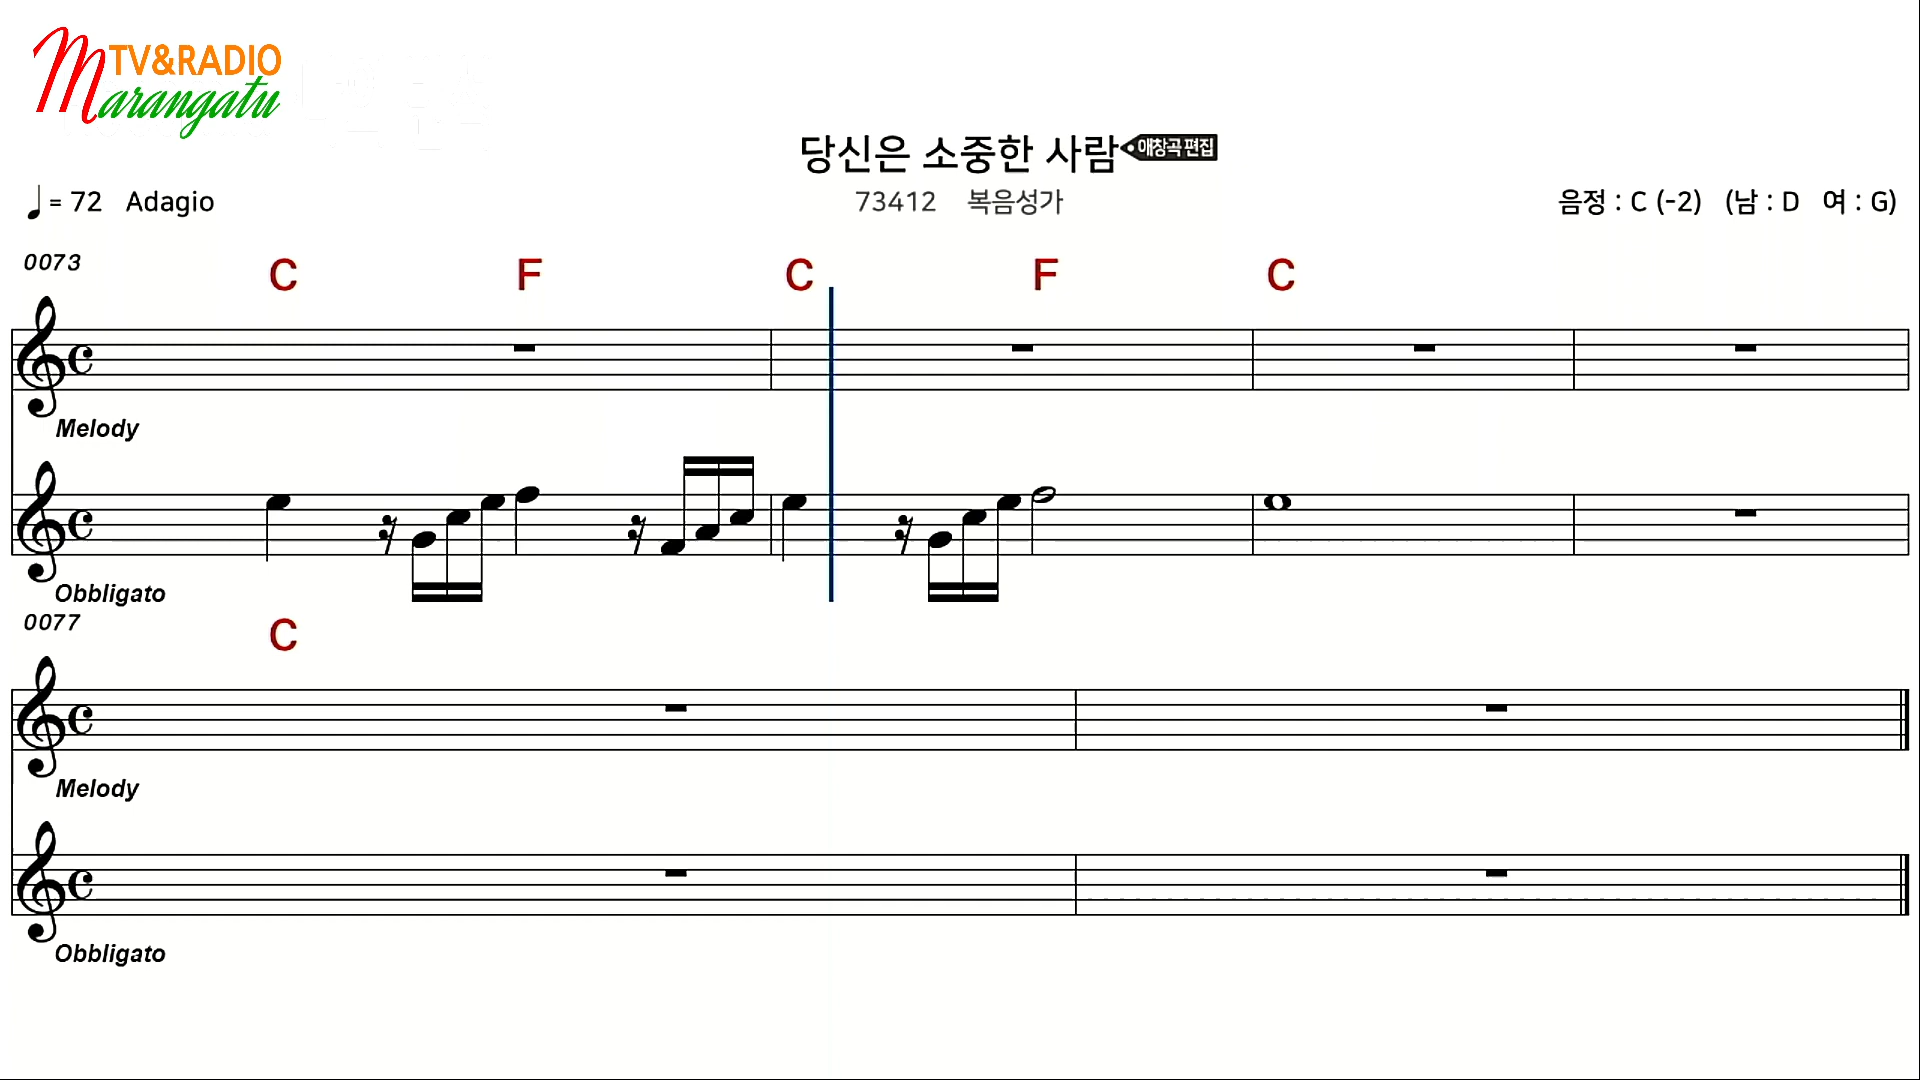 TV&RADIO
Marangatu
당신은 소중한 사람 애창곡 편집
♩ = 72 Adagio 73412 복음성가 음정 : C (-2) (남 : D 여 : G)
0073
C F C F C
Melody
Obbligato
0077
C
Melody
Obbligato